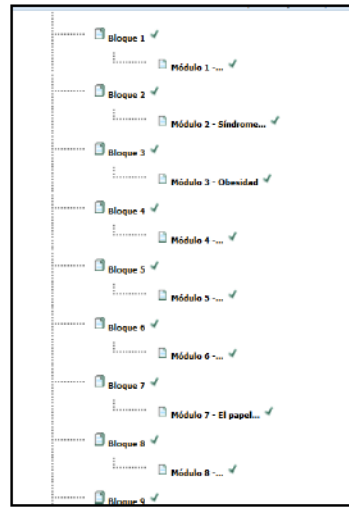 Bloque 1
Módulo 1 -...
Bloque 2
Módulo 2 - Síndrome...
Bloque 3
Módulo 3 - Obesidad
Bloque 4
Módulo 4 -...
Bloque 5
Módulo 5 -...
Bloque 6
Módulo 6 -...
Bloque 7
Módulo 7 - El papel...
Bloque 8
Módulo 8 -...
Bloque 9